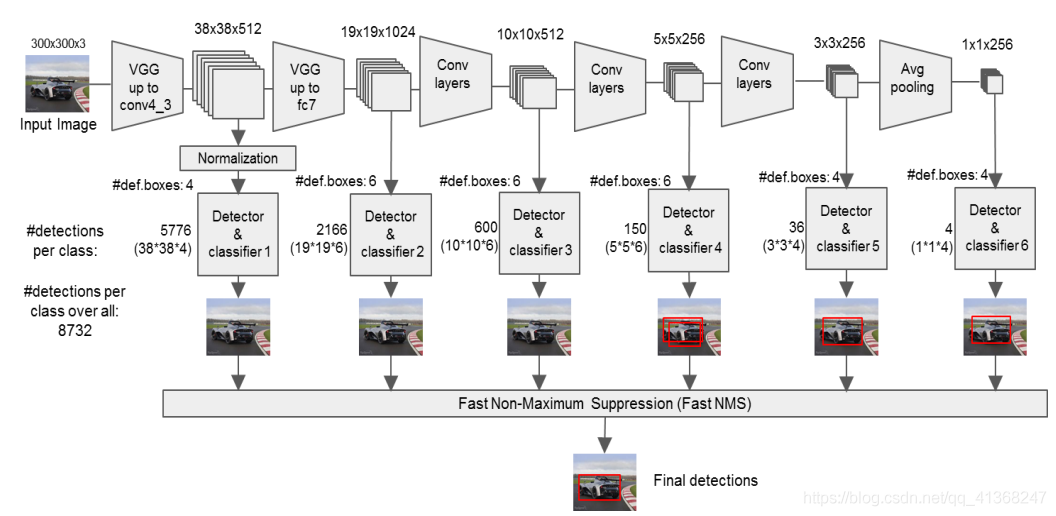 300x300x3
38x38x512
19x19x1024
10x10x512
5x5x256
3x3x256
1x1x256
VGG
up to
conv4_3
VGG
up to
fc7
Conv
layers
Conv
layers
Conv
layers
Avg
pooling
Input Image
Normalization
#def.boxes: 4
#def.boxes: 6
#def.boxes: 6
#def.boxes: 6
#def.boxes: 4
#def.boxes: 4
#detections
per class:
5776
(38*38*4)
Detector
&
classifier 1
2166
(19*19*6)
Detector
&
classifier 2
600
(10*10*6)
Detector
&
classifier 3
150
(5*5*6)
Detector
&
classifier 4
36
(3*3*4)
Detector
&
classifier 5
4
(1*1*4)
Detector
&
classifier 6
#detections per
class over all:
8732
Fast Non-Maximum Suppression (Fast NMS)
Final detections
https://blog.csdn.net/qq_41368247